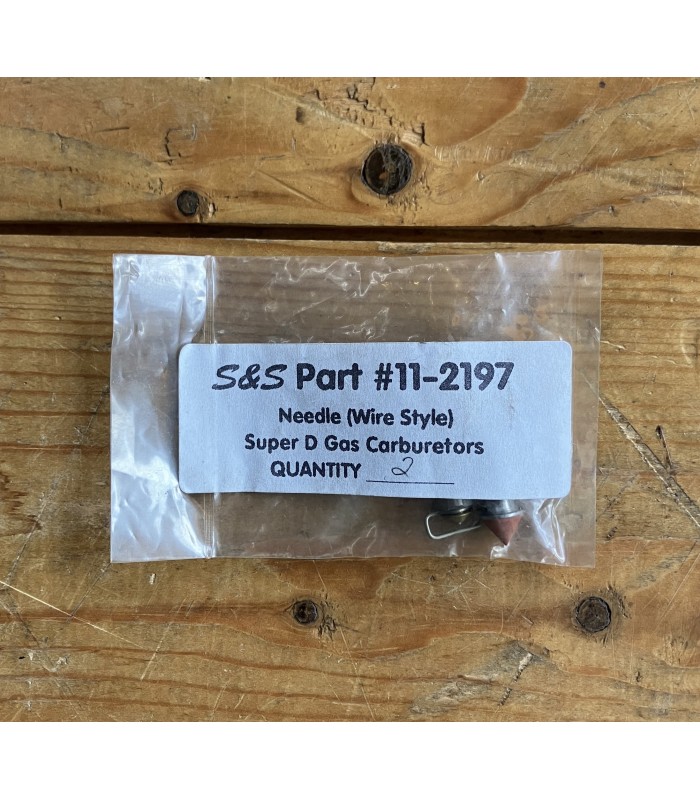 S&S Part #11-2197
Needle (Wire Style)
Super D Gas Carburetors
QUANTITY 2